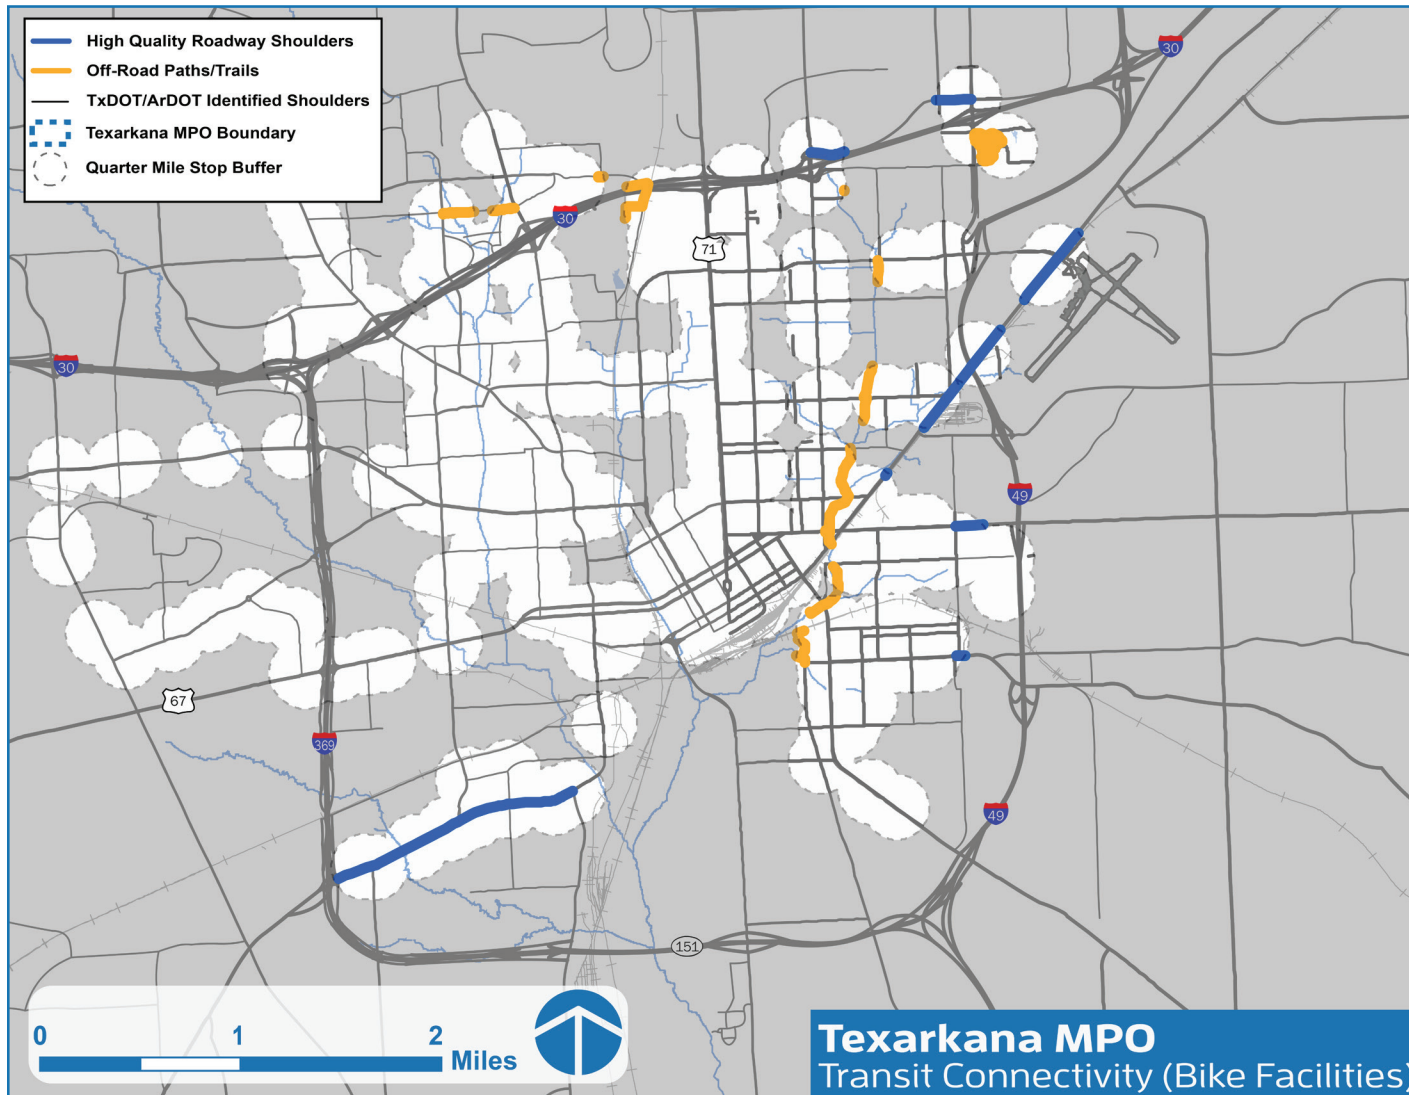 High Quality Roadway Shoulders
Off-Road Paths/Trails
TxDOT/ArDOT Identified Shoulders
Texarkana MPO Boundary
Quarter Mile Stop Buffer
30
30
71
30
49
67
369
49
151
0 1 2
Miles
Texarkana MPO
Transit Connectivity (Bike Facilities)